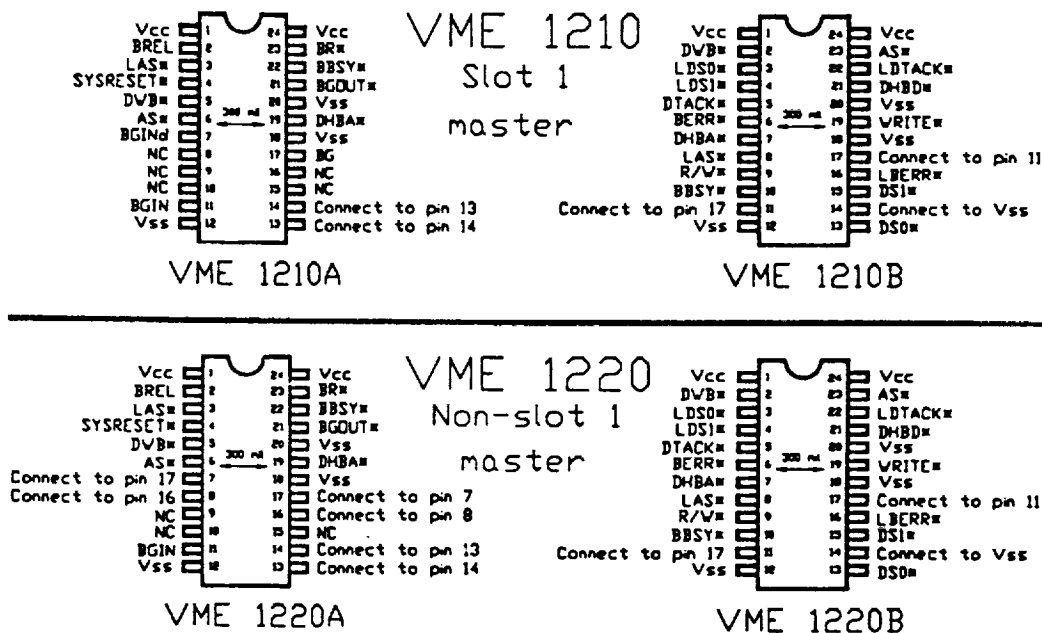 VME 1210
Slot 1
master
Vcc 1 24 Vcc
BREL 2 23 BR*
LAS* 3 22 BBSY*
SYSRESET* 4 21 BGOUT*
DWB* 5 20 Vss
AS* 6 300 mil 19 DHBA*
BGINd 7 18 Vss
NC 8 17 BG
NC 9 16 NC
NC 10 15 NC
BGIN 11 14 Connect to pin 13
Vss 12 13 Connect to pin 14
VME 1210A
Vcc 1 24 Vcc
DWB* 2 23 AS*
LDS0* 3 22 LDTACK*
LDS1* 4 21 DHBD*
DTACK* 5 20 Vss
BERR* 6 300 mil 19 WRITE*
DHBA* 7 18 Vss
LAS* 8 17 Connect to pin 11
R/W* 9 16 LBERR*
BBSY* 10 15 DS1*
Connect to pin 17 11 14 Connect to Vss
Vss 12 13 DS0*
VME 1210B
VME 1220
Non-slot 1
master
Vcc 1 24 Vcc
BREL 2 23 BR*
LAS* 3 22 BBSY*
SYSRESET* 4 21 BGOUT*
DWB* 5 20 Vss
AS* 6 300 mil 19 DHBA*
Connect to pin 17 7 18 Vss
Connect to pin 16 8 17 Connect to pin 7
NC 9 16 Connect to pin 8
NC 10 15 NC
BGIN 11 14 Connect to pin 13
Vss 12 13 Connect to pin 14
VME 1220A
Vcc 1 24 Vcc
DWB* 2 23 AS*
LDS0* 3 22 LDTACK*
LDS1* 4 21 DHBD*
DTACK* 5 20 Vss
BERR* 6 300 mil 19 WRITE*
DHBA* 7 18 Vss
LAS* 8 17 Connect to pin 11
R/W* 9 16 LBERR*
BBSY* 10 15 DS1*
Connect to pin 17 11 14 Connect to Vss
Vss 12 13 DS0*
VME 1220B